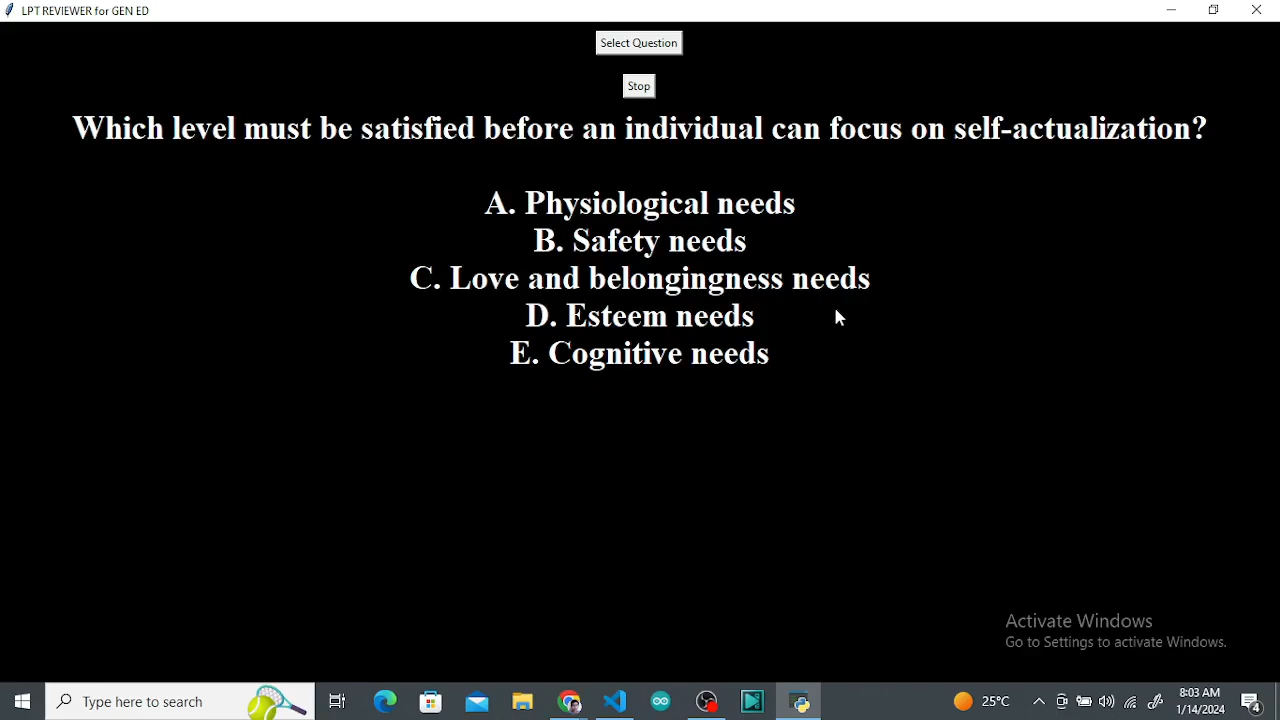 LPT REVIEWER for GEN ED
Select Question
Stop
Which level must be satisfied before an individual can focus on self-actualization?
A. Physiological needs
B. Safety needs
C. Love and belongingness needs
D. Esteem needs
E. Cognitive needs
Activate Windows
Go to Settings to activate Windows.
Type here to search
25°C
8:03 AM
1/14/2024
4